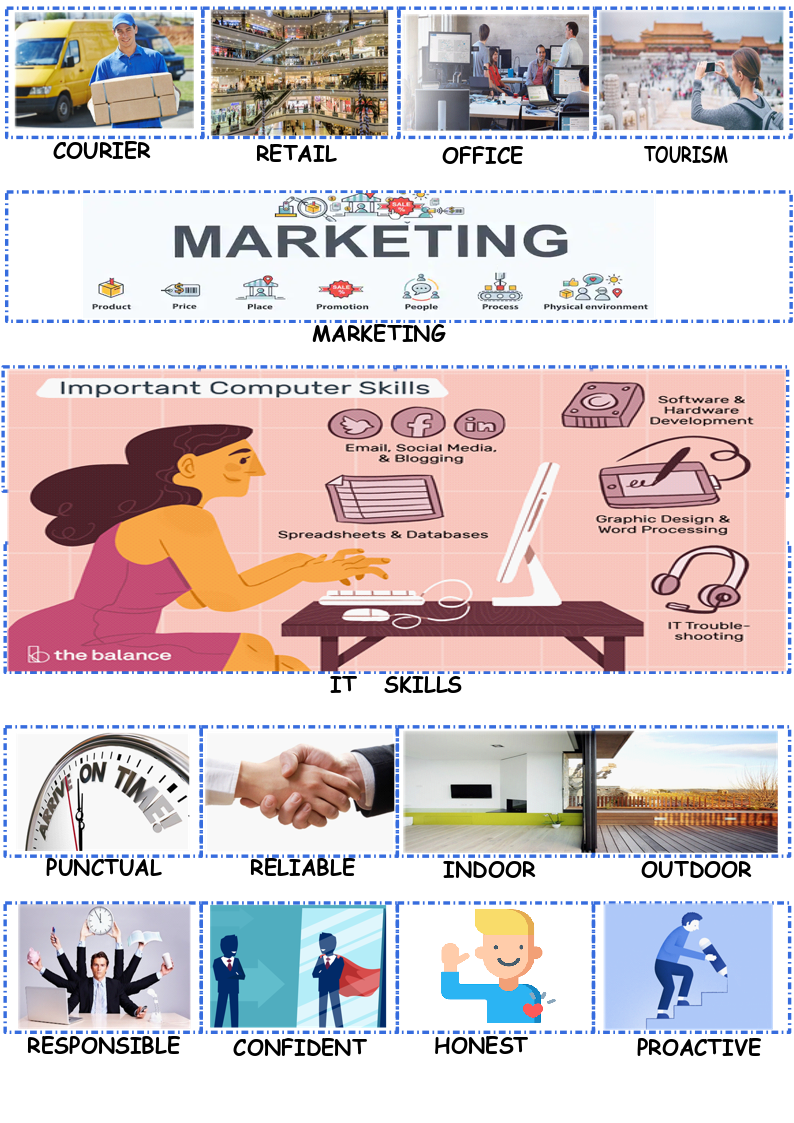 COURIER
RETAIL
OFFICE
TOURISM
SALE
%
MARKETING
Product
Price
Place
SALE
%
Promotion
People
Process
Physical environment
MARKETING
Important Computer Skills
Email, Social Media,
& Blogging
Software &
Hardware
Development
Spreadsheets & Databases
Graphic Design &
Word Processing
IT Trouble-
shooting
the balance
IT SKILLS
ARRIVE ON TIME!
PUNCTUAL
RELIABLE
INDOOR
OUTDOOR
RESPONSIBLE
CONFIDENT
HONEST
PROACTIVE